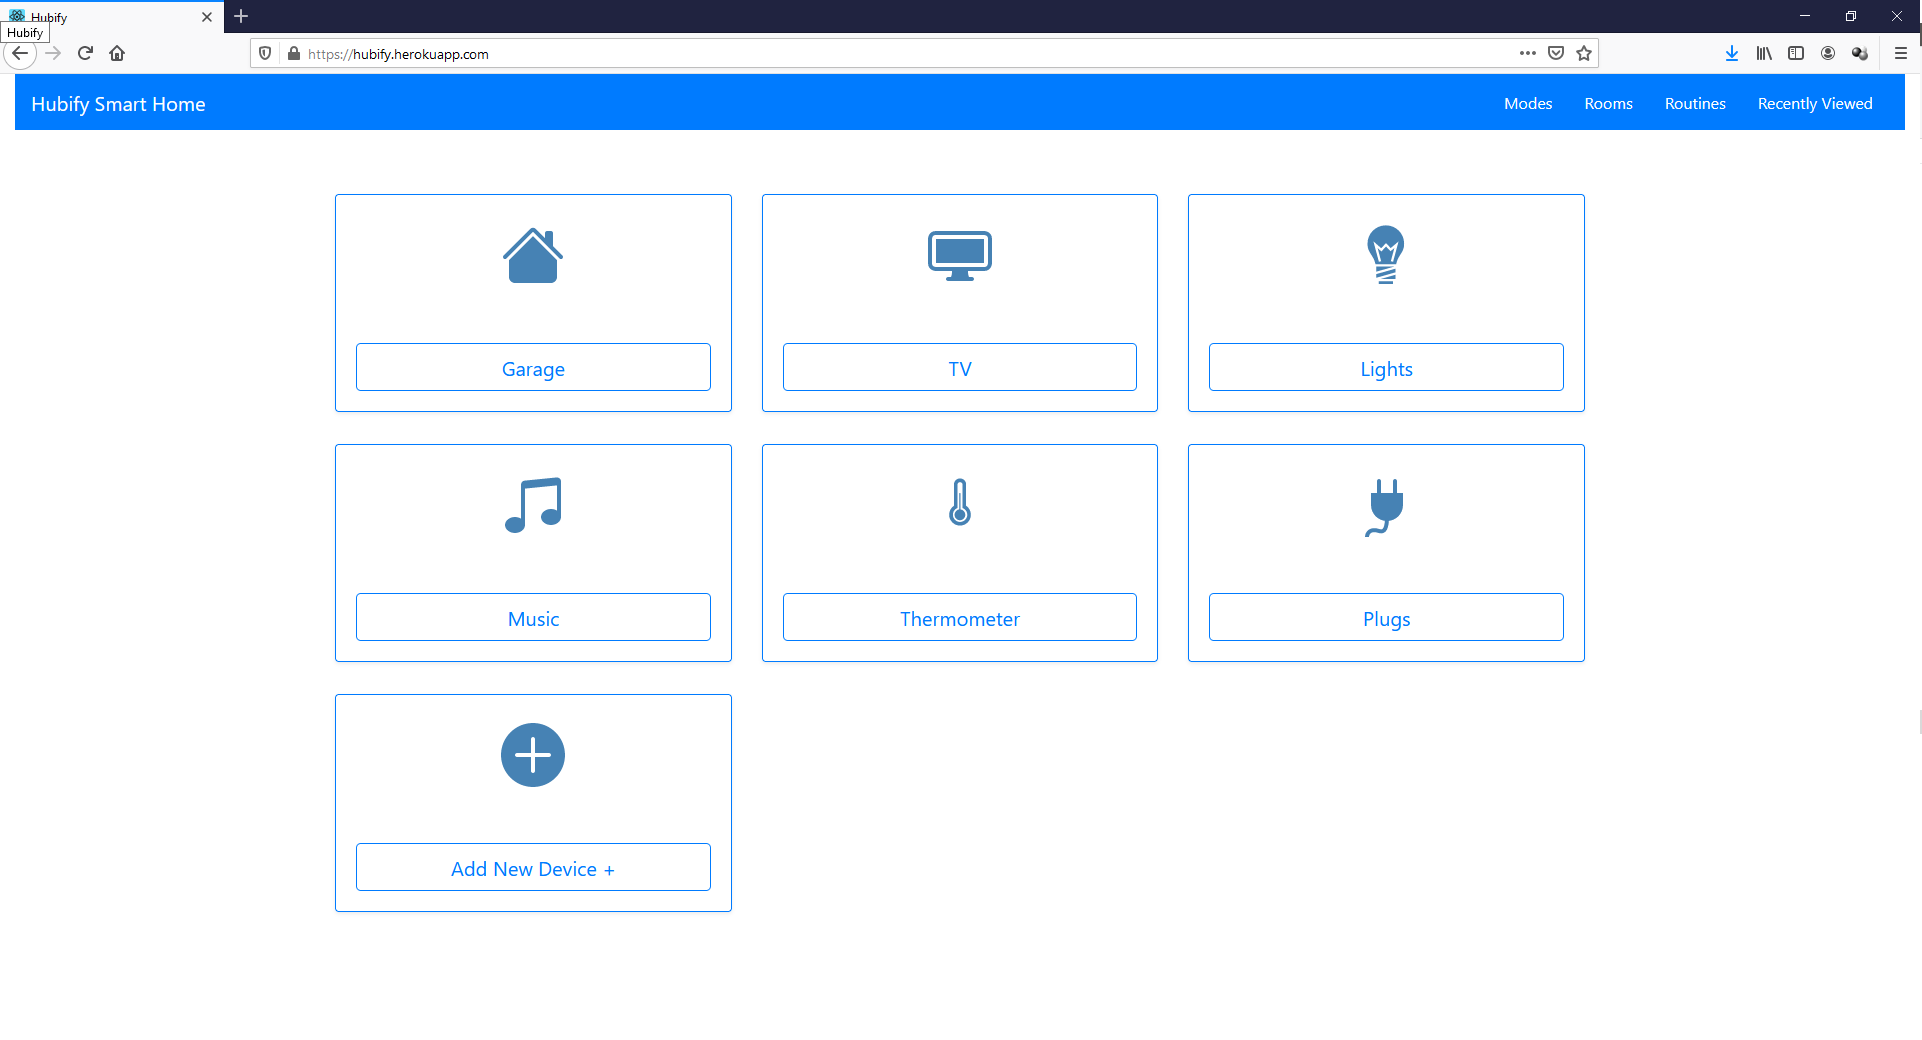 Hubify
Hubify
https://hubify.herokuapp.com
Hubify Smart Home
Modes
Rooms
Routines
Recently Viewed
Garage
TV
Lights
Music
Thermometer
Plugs
Add New Device +